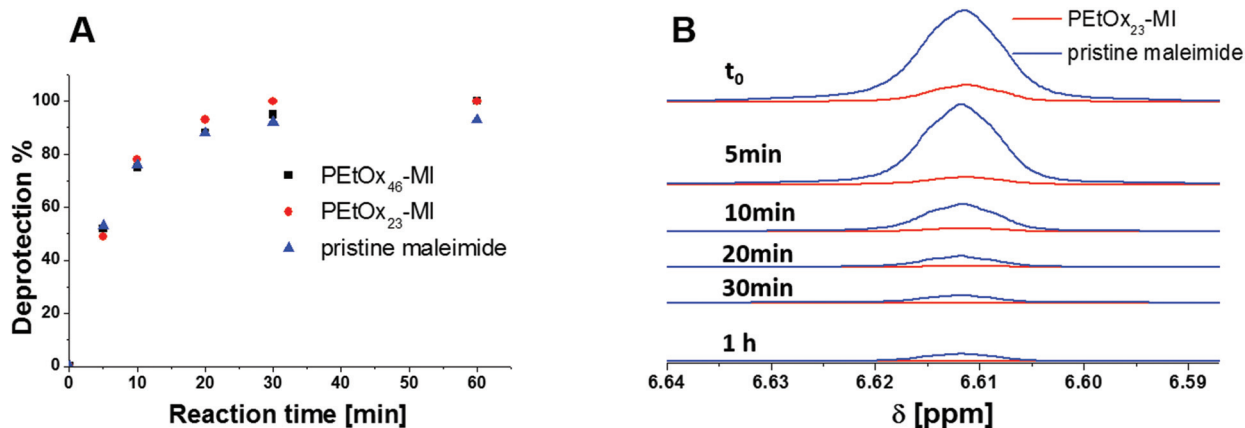 A
Deprotection %
100
80
60
40
20
0
PEtOx₄₆-MI
PEtOx₂₃-MI
pristine maleimide
0 10 20 30 40 50 60
Reaction time [min]
B
PEtOx₂₃-MI
pristine maleimide
t₀
5min
10min
20min
30min
1 h
6.64 6.63 6.62 6.61 6.60 6.59
δ [ppm]